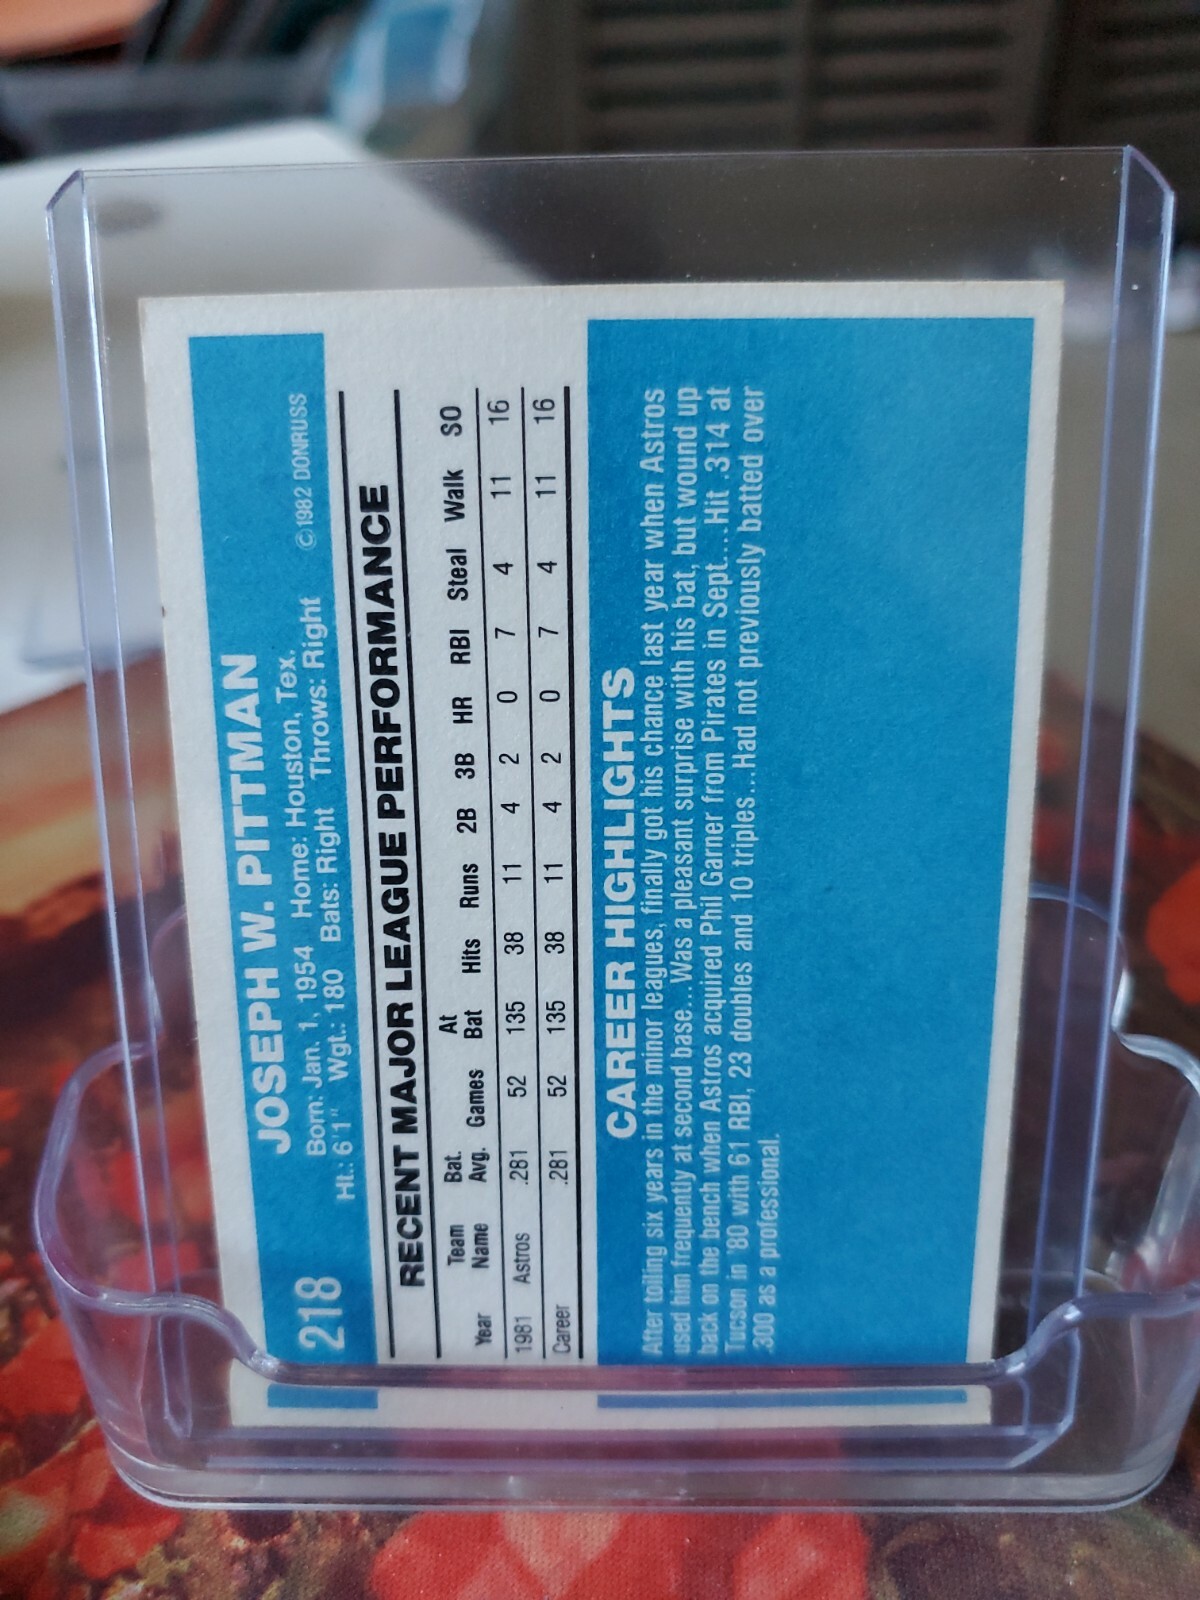 218
JOSEPH W. PITTMAN
Born: Jan. 1, 1954 Home: Houston, Tex.
Ht.: 6'1" Wgt.: 180 Bats: Right Throws: Right
©1982 DONRUSS
RECENT MAJOR LEAGUE PERFORMANCE
Year Team Name Bat. Avg. Games At Bat Hits Runs 2B 3B HR RBI Steal Walk SO
1981 Astros .281 52 135 38 11 4 2 0 7 4 11 16
Career .281 52 135 38 11 4 2 0 7 4 11 16
CAREER HIGHLIGHTS
After toiling six years in the minor leagues, finally got his chance last year when Astros
used him frequently at second base...Was a pleasant surprise with his bat, but wound up
back on the bench when Astros acquired Phil Garner from Pirates in Sept....Hit .314 at
Tucson in '80 with 61 RBI, 23 doubles and 10 triples...Had not previously batted over
.300 as a professional.